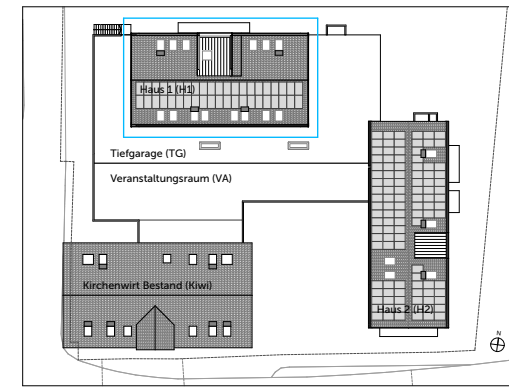 Haus 1 (H1)
Tiefgarage (TG)
Veranstaltungsraum (VA)
Kirchenwirt Bestand (Kiwi)
Haus 2 (H2)
N